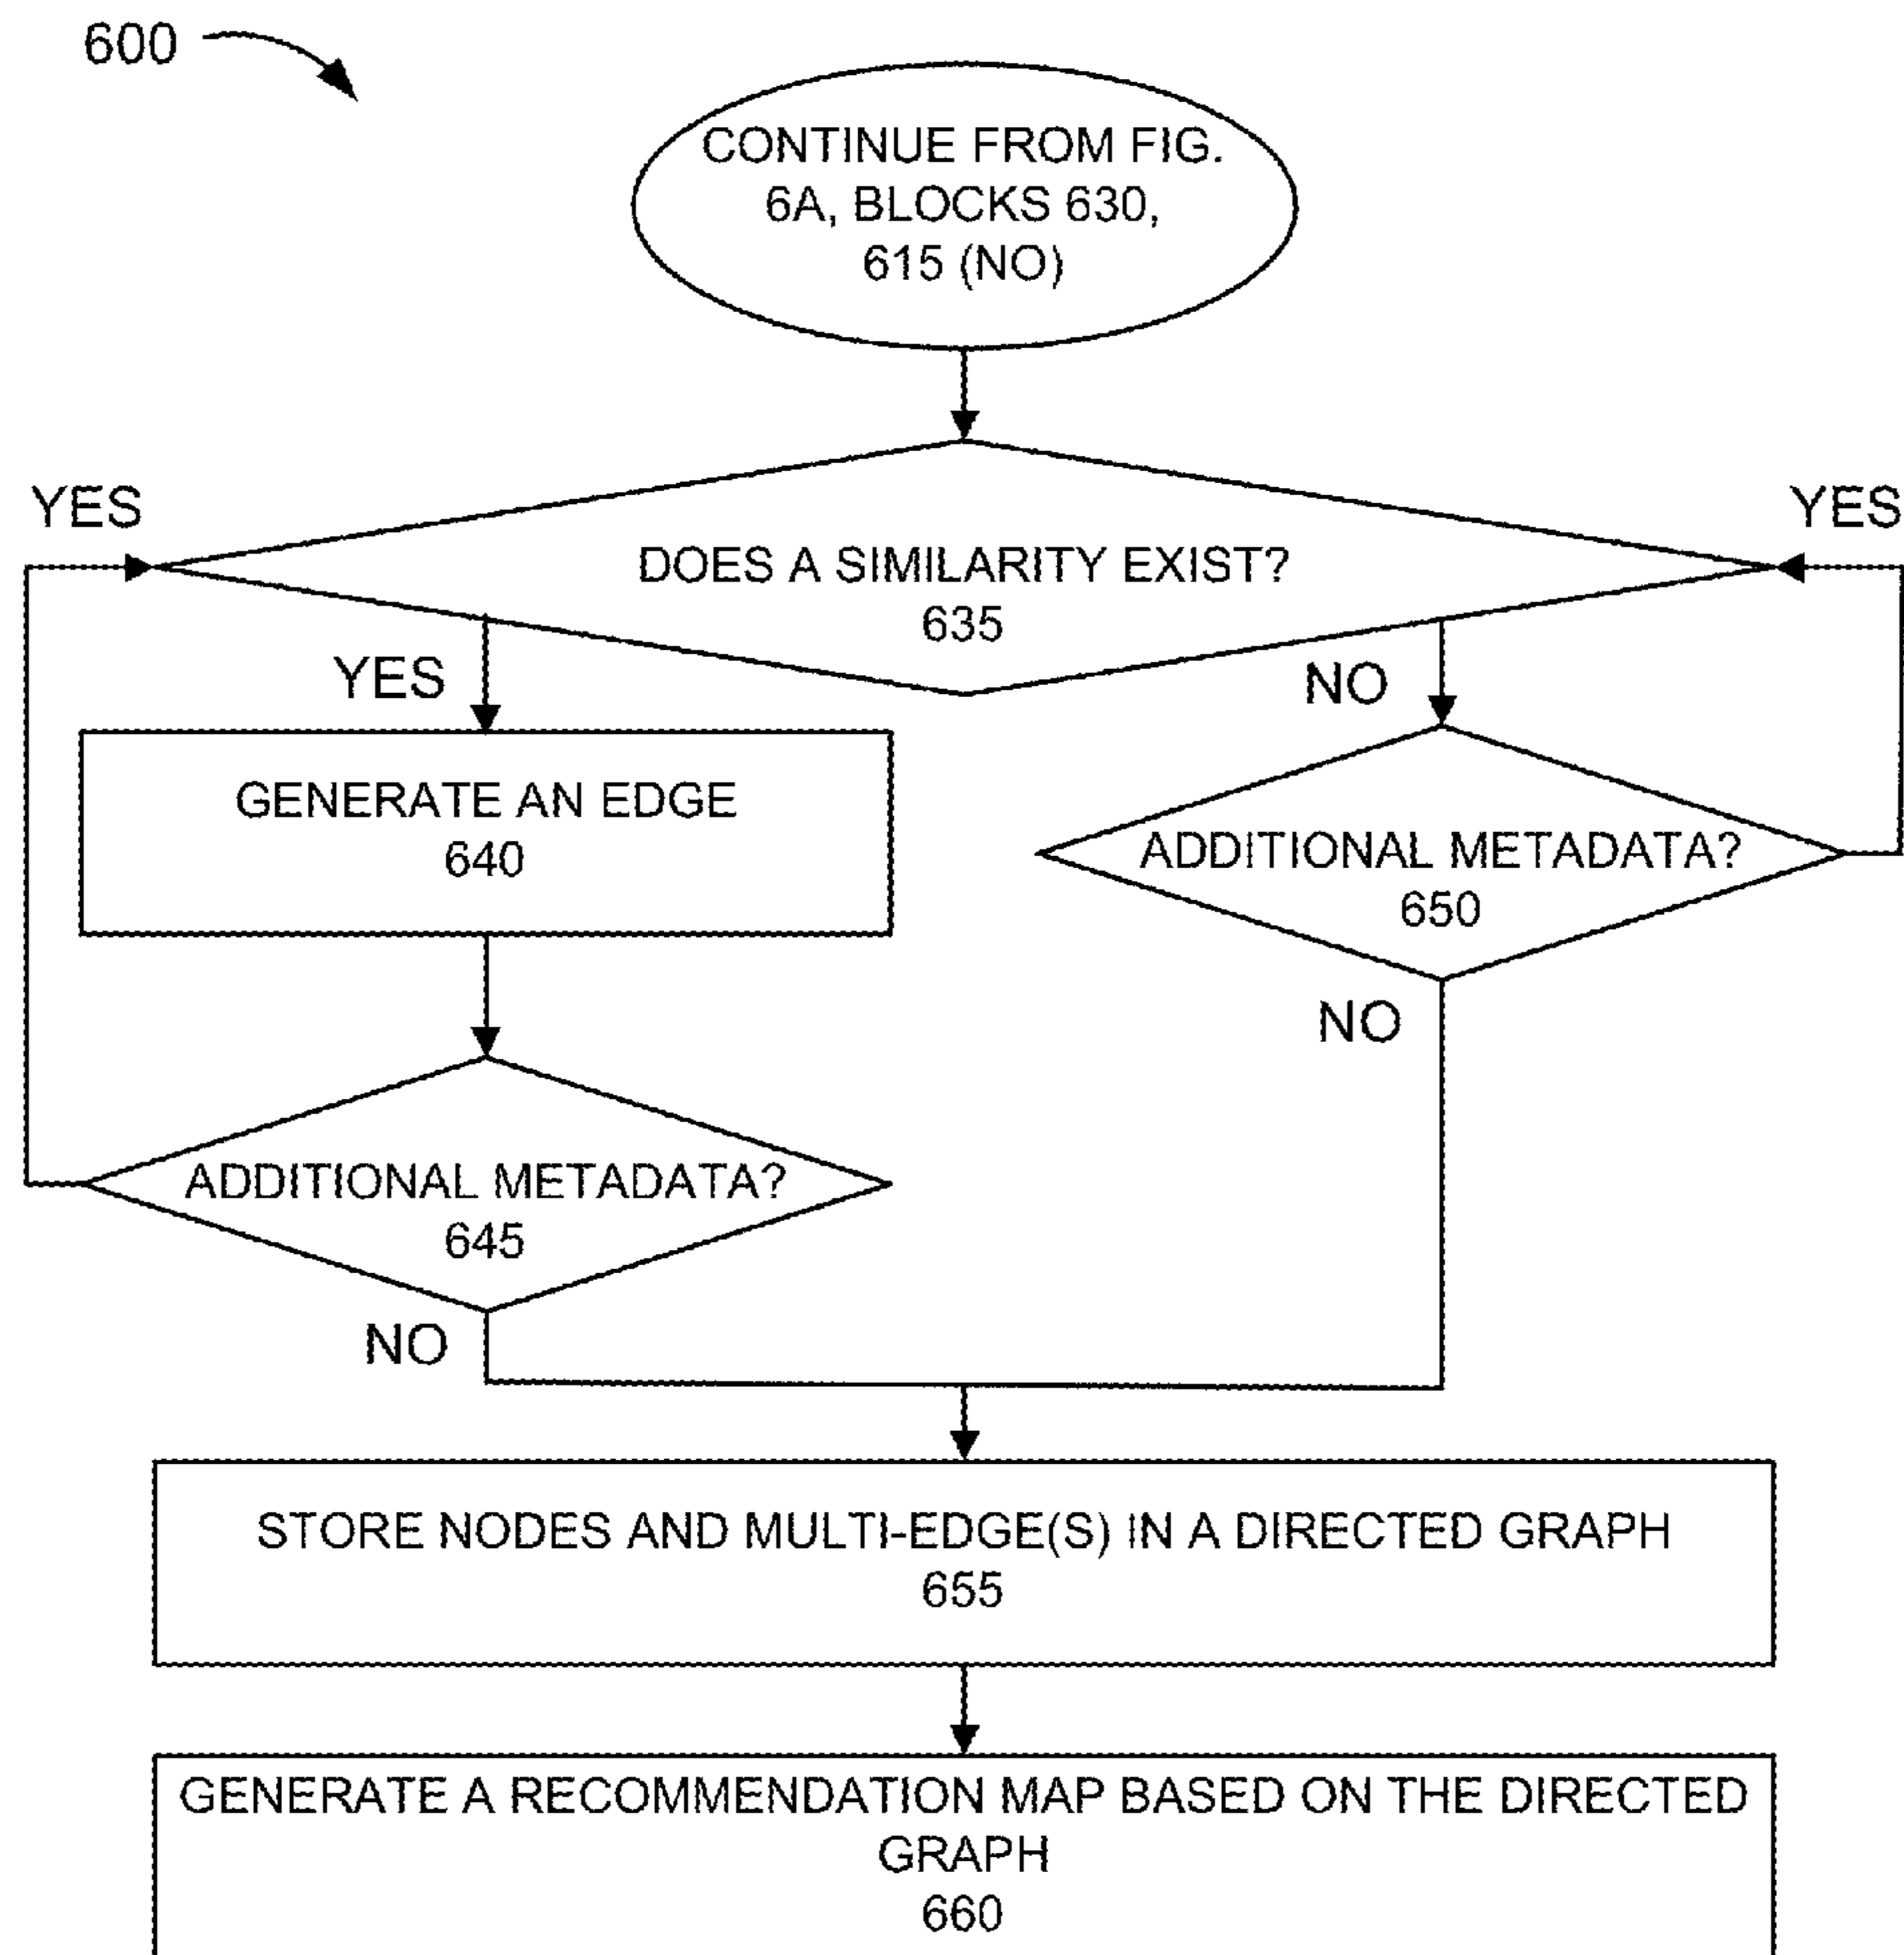 600
CONTINUE FROM FIG.
6A, BLOCKS 630,
615 (NO)
YES
YES
DOES A SIMILARITY EXIST?
635
YES
NO
GENERATE AN EDGE
640
ADDITIONAL METADATA?
650
NO
ADDITIONAL METADATA?
645
NO
STORE NODES AND MULTI-EDGE(S) IN A DIRECTED GRAPH
655
GENERATE A RECOMMENDATION MAP BASED ON THE DIRECTED
GRAPH
660